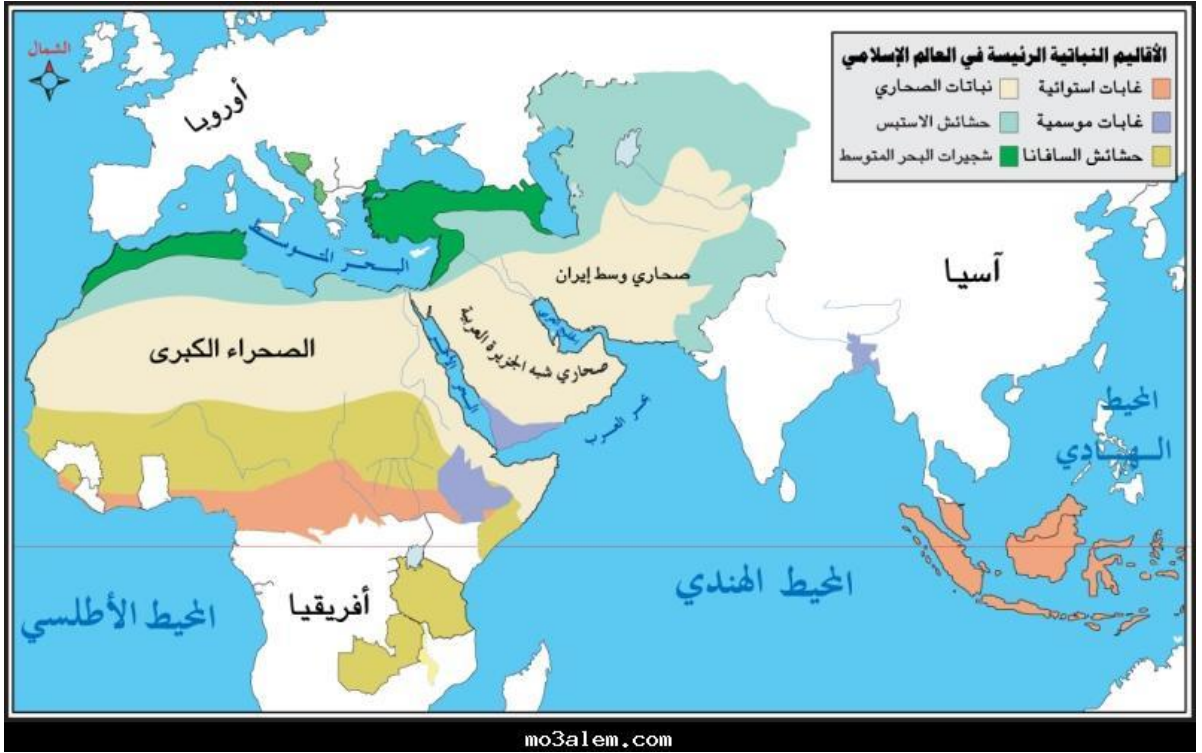 الأقاليم النباتية الرئيسة في العالم الإسلامي
غابات استوائية
نباتات الصحاري
غابات موسمية
حشائش الاستبس
حشائش السافانا
شجيرات البحر المتوسط
الشمال
أوروبا
البحر المتوسط
آسيا
صحاري وسط إيران
الخليج العربي
صحاري شبه الجزيرة العربية
الصحراء الكبرى
البحر الأحمر
بحر العرب
المحيط
الهادي
المحيط الهندي
أفريقيا
المحيط الأطلسي
mo3alem.com